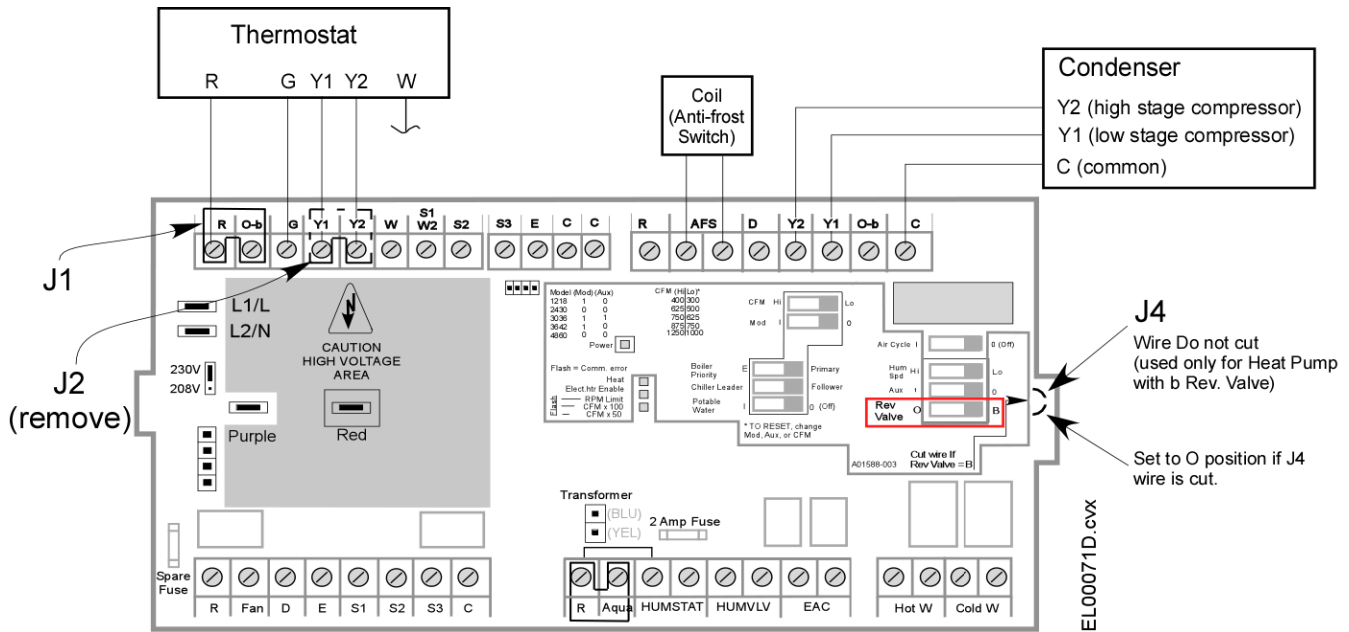 Thermostat
R G Y1 Y2 W
Coil
(Anti-frost
Switch)
Condenser
Y2 (high stage compressor)
Y1 (low stage compressor)
C (common)
R O-b G Y1 Y2 W S1 W2 S2 S3 E C C R AFS D Y2 Y1 O-b C
J1
J2
(remove)
L1/L
L2/N
230V
208V
CAUTION
HIGH VOLTAGE
AREA
Purple
Red
Model (Mod) (Aux) CFM (Hi|Lo)*
1218 1 0 400|300
2430 0 0 625|500
3036 1 1 750|625
3642 1 0 875|750
4860 0 0 1250|1000
Power
Flash = Comm. error
Heat
Elect.htr Enable
Flash
RPM Limit
CFM x 100
CFM x 50
CFM Hi Lo
Mod I 0
Boiler
Priority E Primary
Chiller Leader Follower
Potable
Water I 0 (Off)
* TO RESET, change
Mod, Aux, or CFM
Air Cycle I 0 (Off)
Hum
Spd Hi Lo
Aux I 0
Rev
Valve O B
A01588-003
Cut wire If
Rev Valve = B
J4
Wire Do not cut
(used only for Heat Pump
with b Rev. Valve)
Set to O position if J4
wire is cut.
EL00071D.cvx
Transformer
(BLU)
(YEL)
2 Amp Fuse
Spare
Fuse
R Fan D E S1 S2 S3 C R Aqua HUMSTAT HUMVLV EAC Hot W Cold W